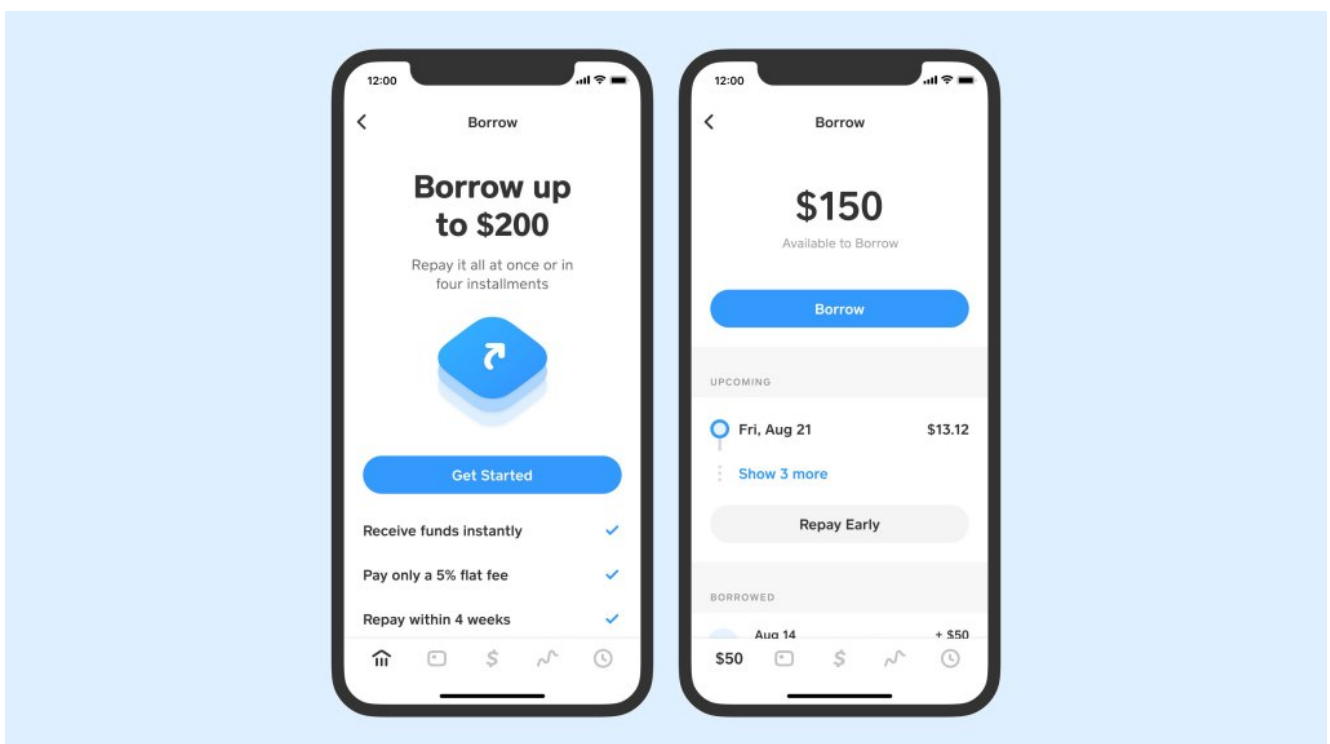 12:00
Borrow
Borrow up
to $200
Repay it all at once or in
four installments
Get Started
Receive funds instantly
Pay only a 5% flat fee
Repay within 4 weeks
$
12:00
Borrow
$150
Available to Borrow
Borrow
UPCOMING
Fri, Aug 21 $13.12
Show 3 more
Repay Early
BORROWED
Aug 14 + $50
$50 $